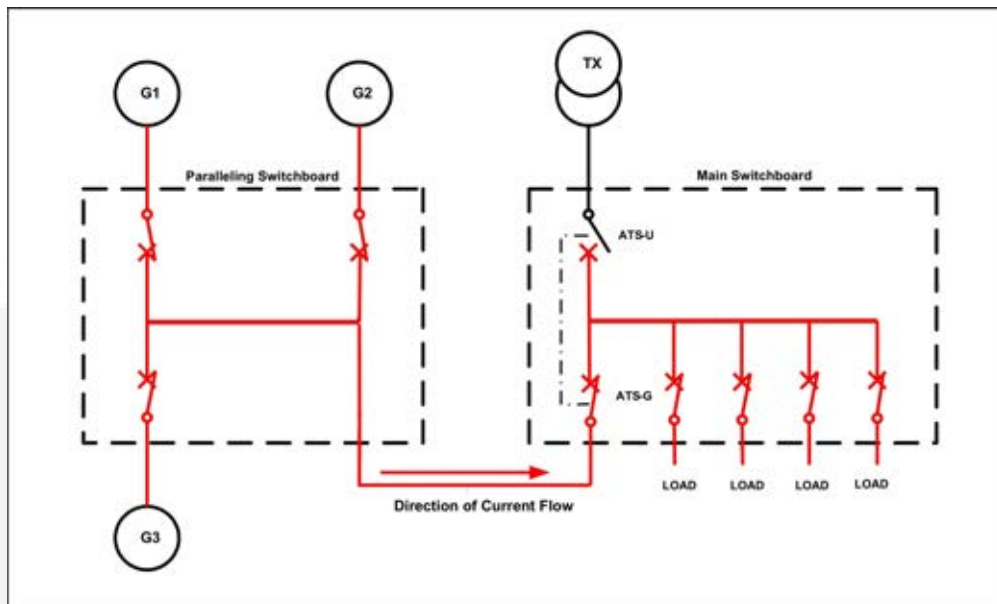 G1
G2
TX
Paralleling Switchboard
Main Switchboard
ATS-U
ATS-G
LOAD
LOAD
LOAD
LOAD
Direction of Current Flow
G3